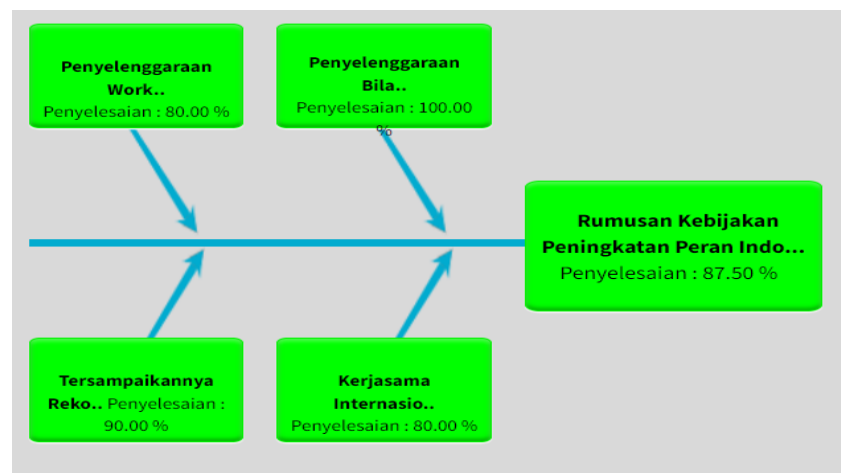 Penyelenggaraan
Work..
Penyelesaian : 80.00 %
Penyelenggaraan
Bila..
Penyelesaian : 100.00
%
Rumusan Kebijakan
Peningkatan Peran Indo...
Penyelesaian : 87.50 %
Tersampaikannya
Reko.. Penyelesaian :
90.00 %
Kerjasama
Internasio..
Penyelesaian : 80.00 %